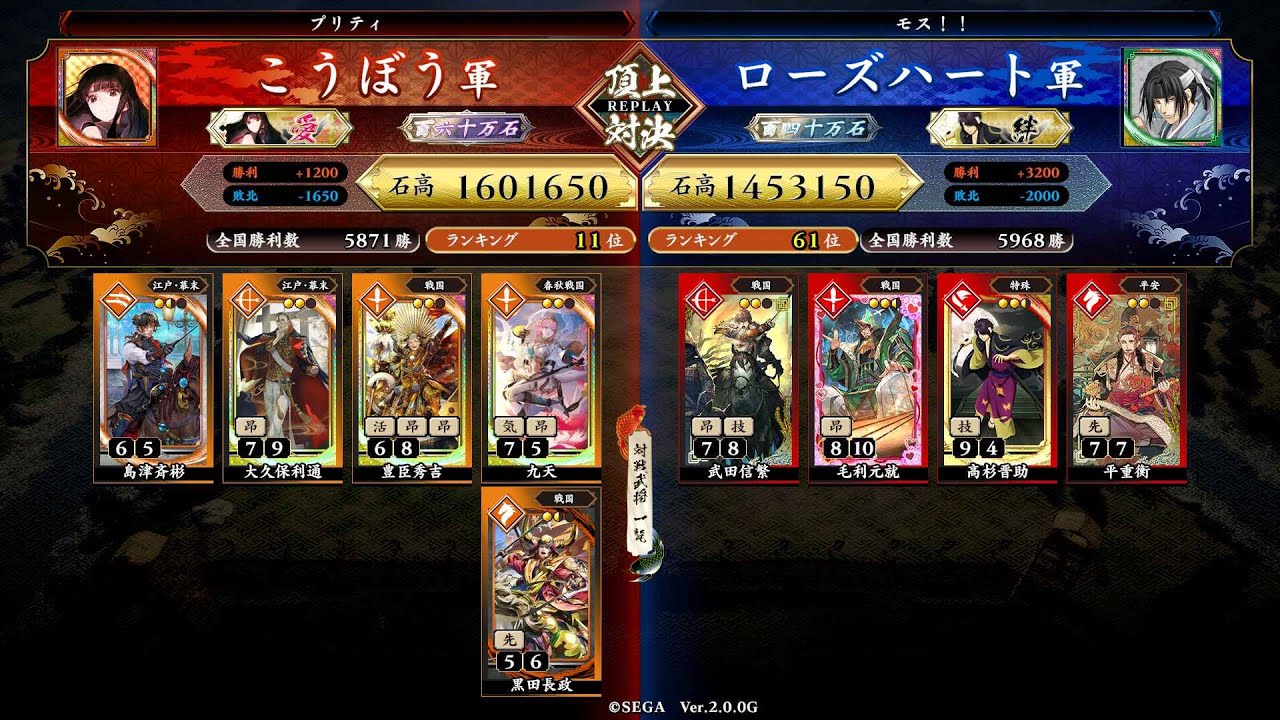 プリティ
モス！！
こうぼう軍
ローズハート軍
頂上
REPLAY
対決
愛
百六十万石
百四十万石
絆
勝利 +1200
敗北 -1650
石高 1601650
石高 1453150
勝利 +3200
敗北 -2000
全国勝利数 5871勝
ランキング 11位
ランキング 61位
全国勝利数 5968勝
江戸・幕末
6 5
島津斉彬
江戸・幕末
昂
7 9
大久保利通
戦国
活 昂 昂
6 8
豊臣秀吉
春秋戦国
気 昂
7 5
九天
戦国
先
5 6
黒田長政
対戦武将一覧
戦国
昂 技
7 8
武田信繁
戦国
昂
8 10
毛利元就
特殊
技
9 4
高杉晋助
平安
先
7 7
平重衡
©SEGA Ver.2.0.0G